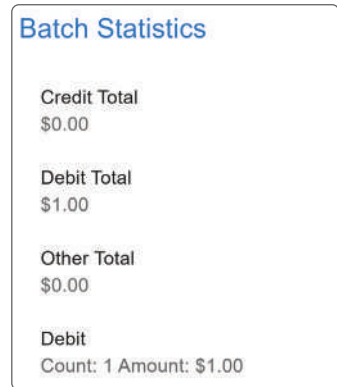 Batch Statistics
Credit Total
$0.00
Debit Total
$1.00
Other Total
$0.00
Debit
Count: 1 Amount: $1.00